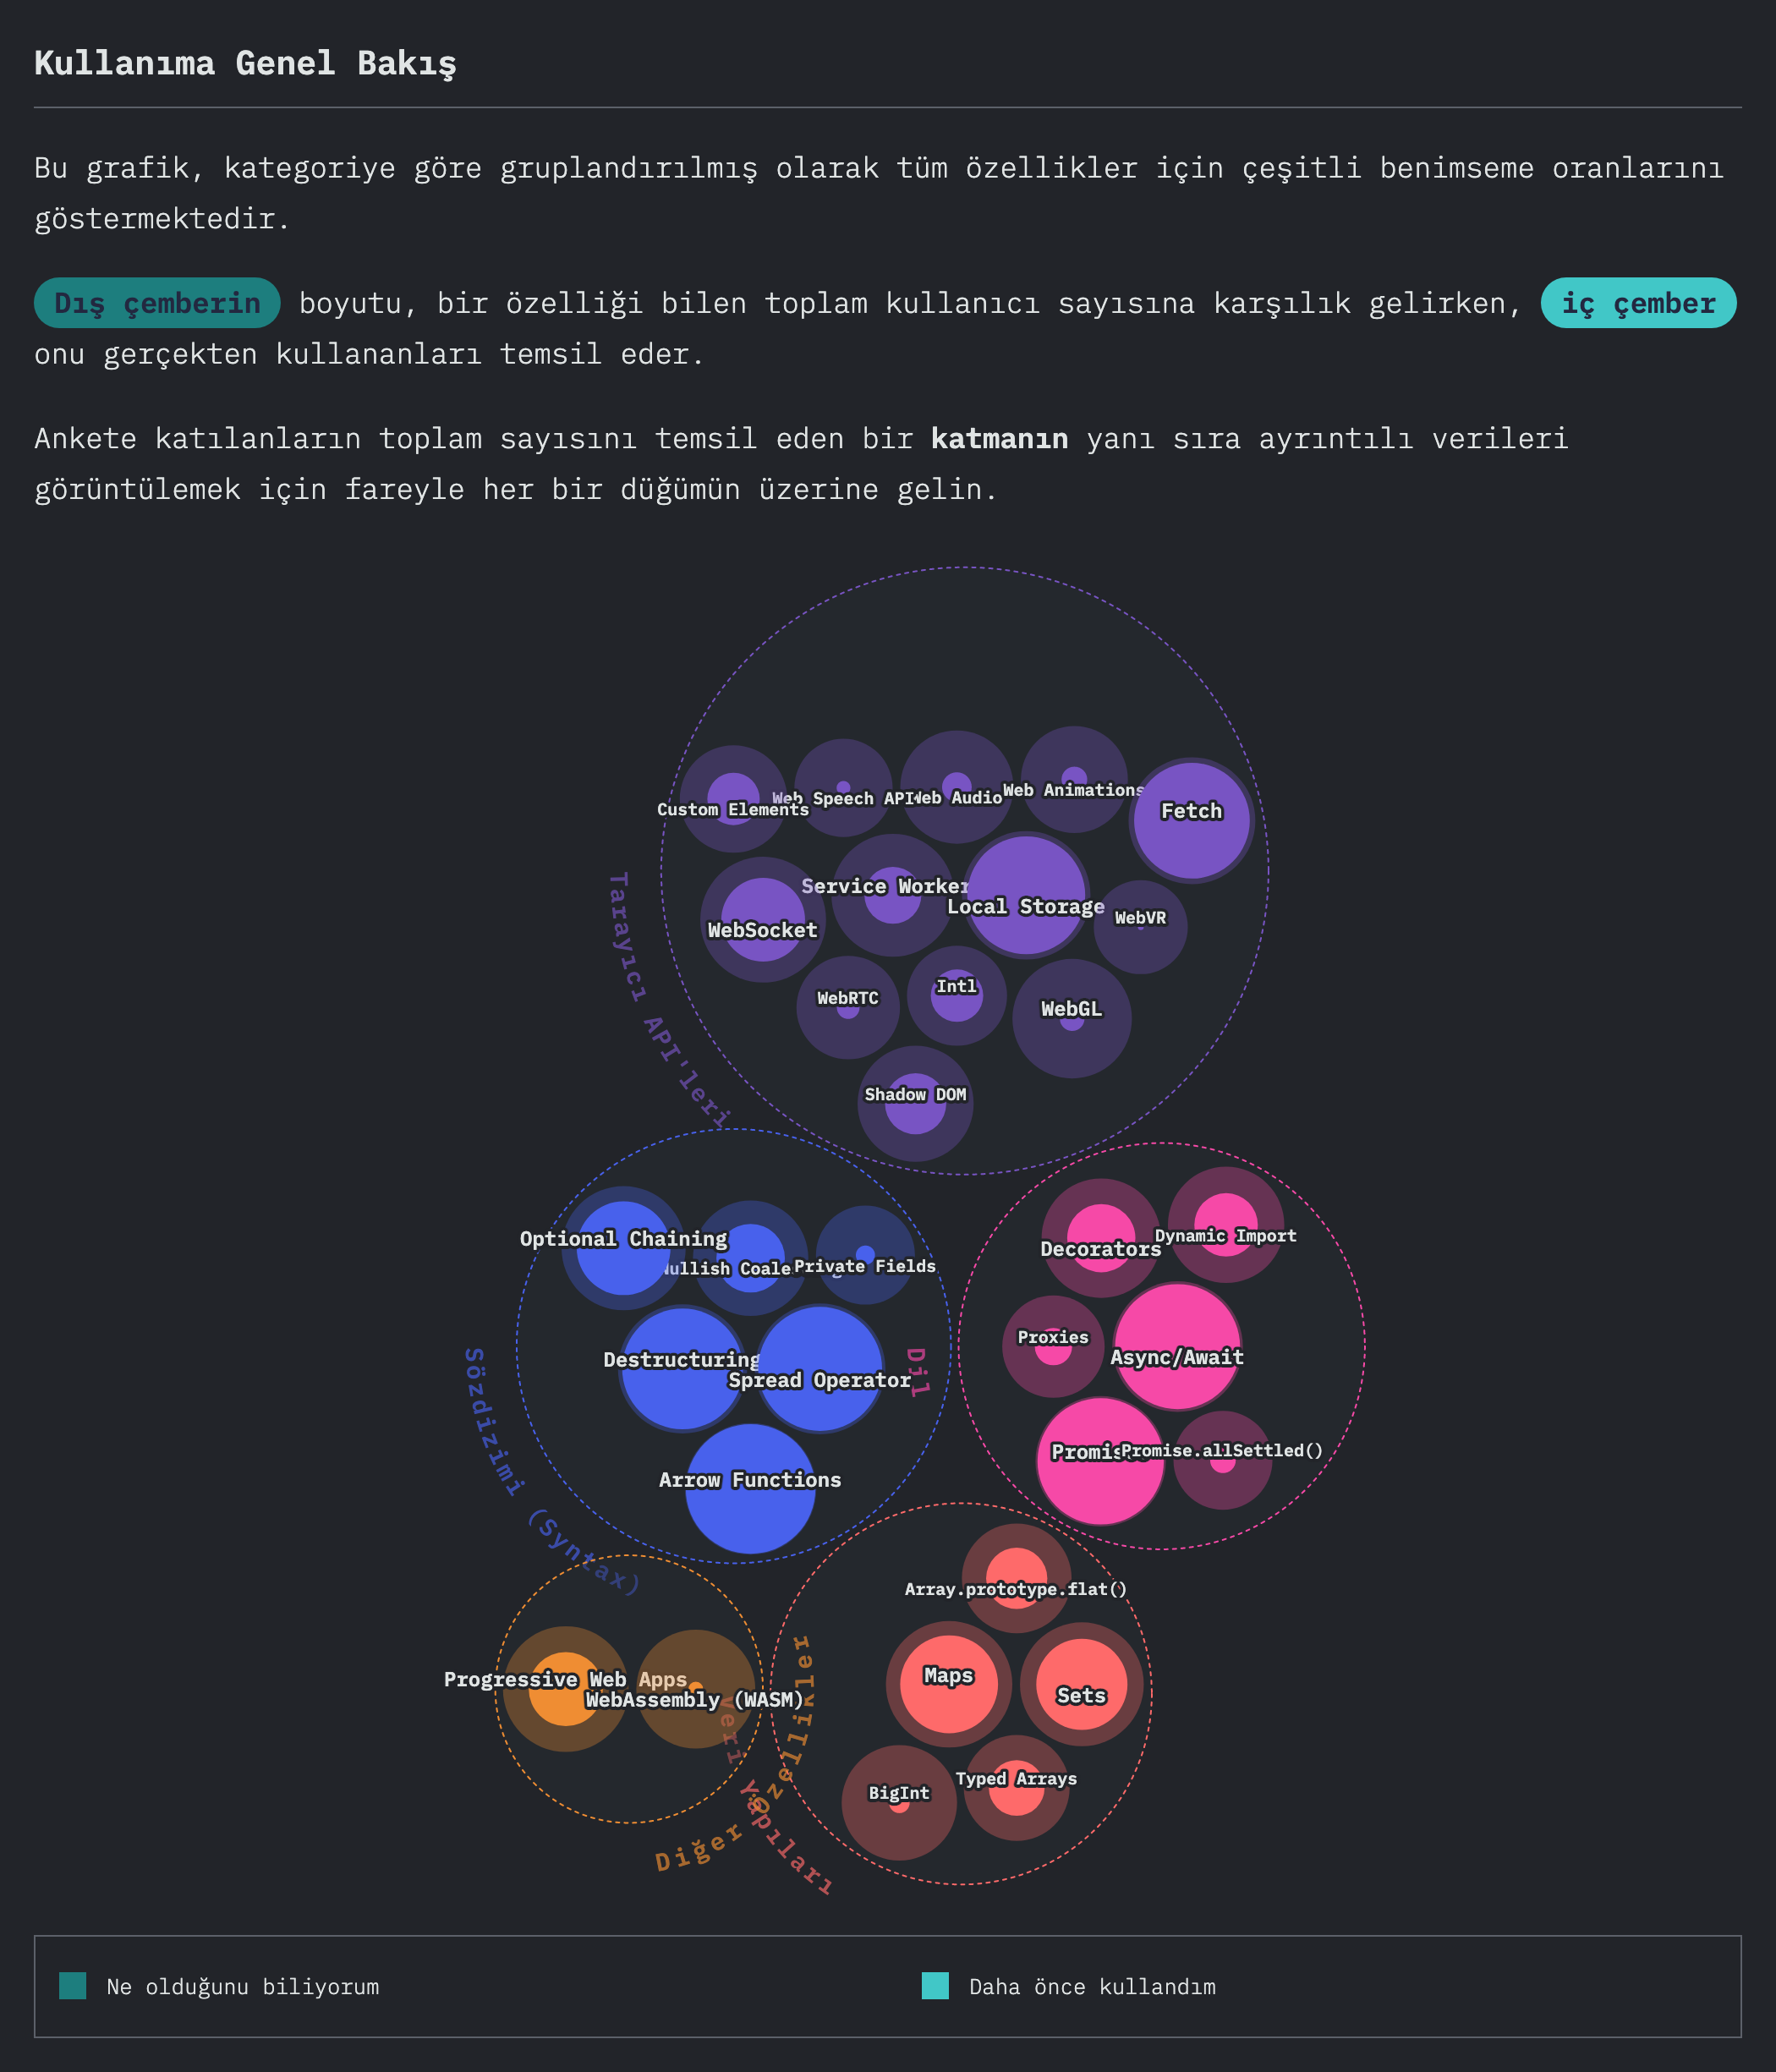 Kullanıma Genel Bakış
Bu grafik, kategoriye göre gruplandırılmış olarak tüm özellikler için çeşitli benimseme oranlarını
göstermektedir.
Dış çemberin boyutu, bir özelliği bilen toplam kullanıcı sayısına karşılık gelirken, iç çember
onu gerçekten kullananları temsil eder.
Ankete katılanların toplam sayısını temsil eden bir katmanın yanı sıra ayrıntılı verileri
görüntülemek için fareyle her bir düğümün üzerine gelin.
Tarayıcı API'leri
Custom Elements
Web Speech API
Web Audio
Web Animations
Fetch
WebSocket
Service Worker
Local Storage
WebVR
WebRTC
Intl
WebGL
Shadow DOM
Sözdizimi (Syntax)
Optional Chaining
Nullish Coale
Private Fields
Destructuring
Spread Operator
Arrow Functions
Dil
Decorators
Dynamic Import
Proxies
Async/Await
Promis
Promise.allSettled()
Diğer Özellikler
Progressive Web Apps
WebAssembly (WASM)
Veri Yapıları
Array.prototype.flat()
Maps
Sets
BigInt
Typed Arrays
Ne olduğunu biliyorum
Daha önce kullandım